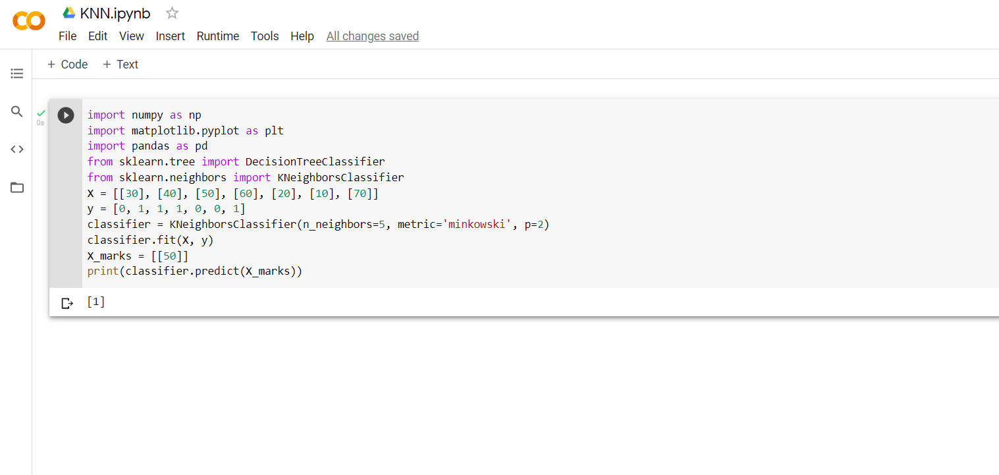 KNN.ipynb
File Edit View Insert Runtime Tools Help All changes saved
+ Code + Text
0s
import numpy as np
import matplotlib.pyplot as plt
import pandas as pd
from sklearn.tree import DecisionTreeClassifier
from sklearn.neighbors import KNeighborsClassifier
X = [[30], [40], [50], [60], [20], [10], [70]]
y = [0, 1, 1, 1, 0, 0, 1]
classifier = KNeighborsClassifier(n_neighbors=5, metric='minkowski', p=2)
classifier.fit(X, y)
X_marks = [[50]]
print(classifier.predict(X_marks))
[1]